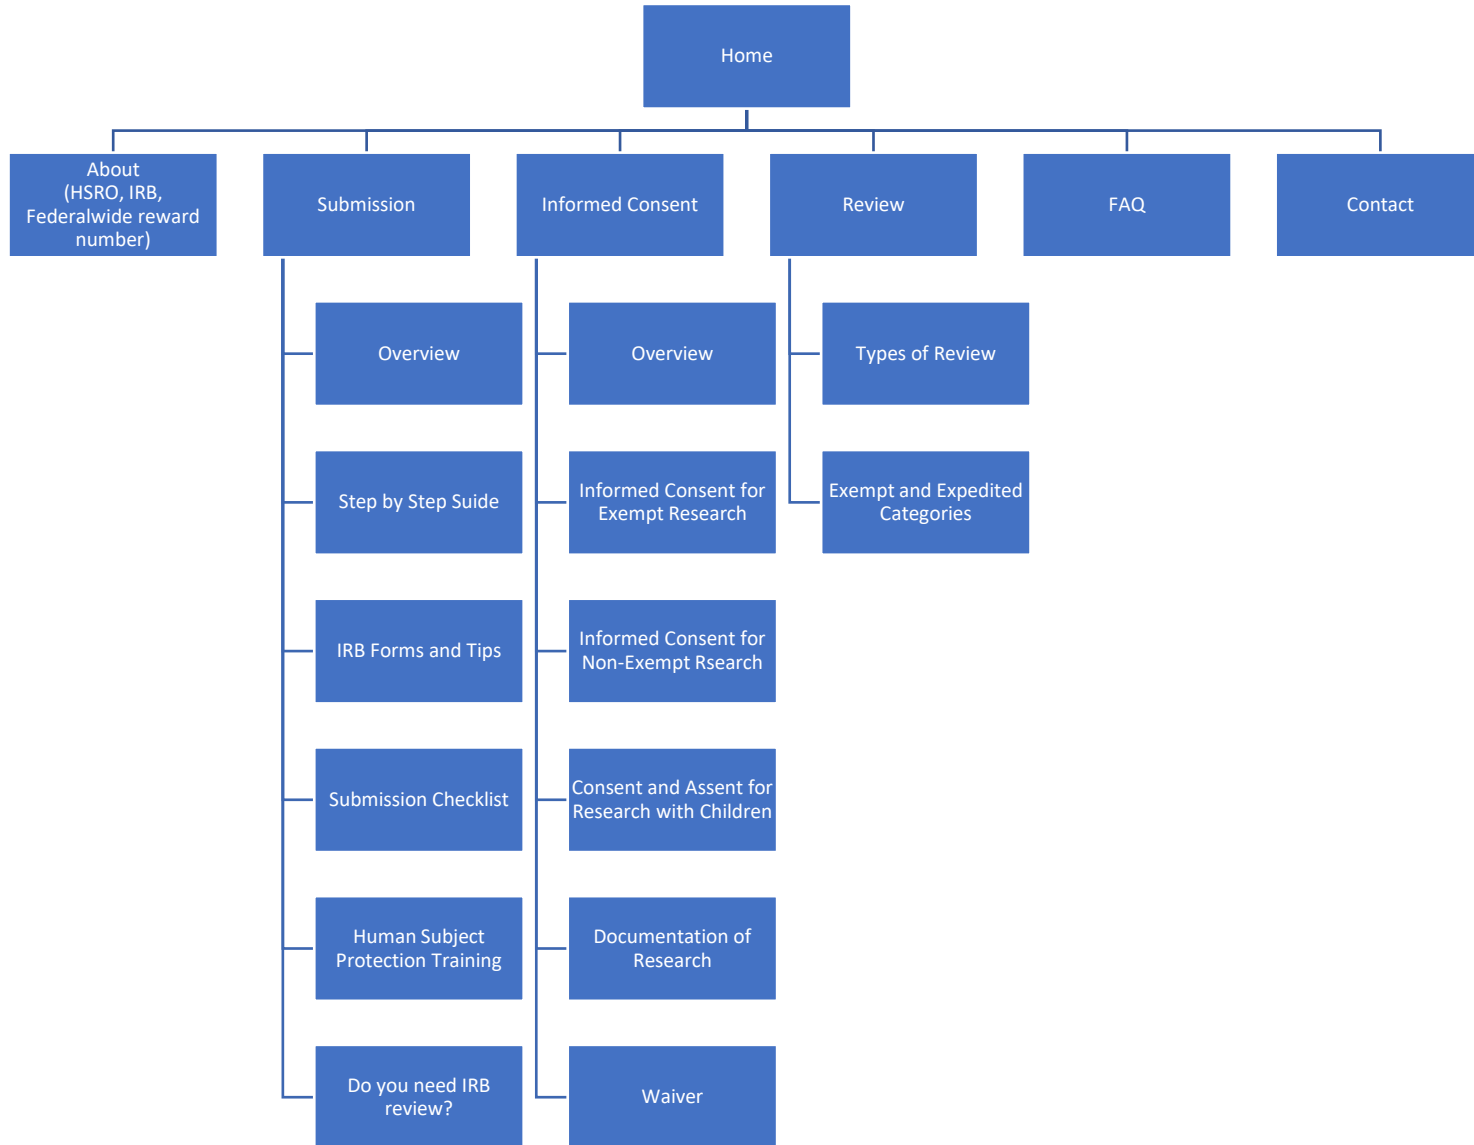 Home
About
(HSRO, IRB,
Federalwide reward
number)
Submission
Informed Consent
Review
FAQ
Contact
Overview
Step by Step Suide
IRB Forms and Tips
Submission Checklist
Human Subject
Protection Training
Do you need IRB
review?
Overview
Informed Consent for
Exempt Research
Informed Consent for
Non-Exempt Rsearch
Consent and Assent for
Research with Children
Documentation of
Research
Waiver
Types of Review
Exempt and Expedited
Categories